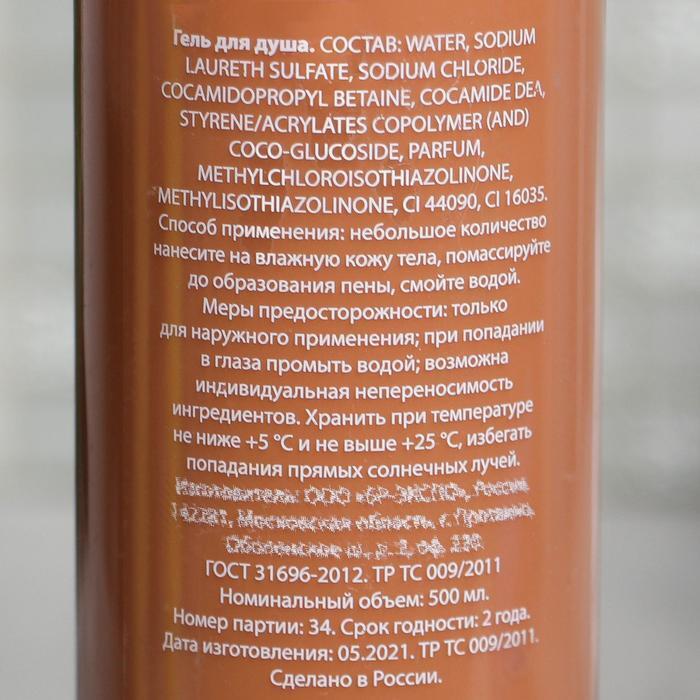 Гель для душа. СОСТАВ: WATER, SODIUM
LAURETH SULFATE, SODIUM CHLORIDE,
COCAMIDOPROPYL BETAINE, COCAMIDE DEA,
STYRENE/ACRYLATES COPOLYMER (AND)
COCO-GLUCOSIDE, PARFUM,
METHYLCHLOROISOTHIAZOLINONE,
METHYLISOTHIAZOLINONE, CI 44090, CI 16035.
Способ применения: небольшое количество
нанесите на влажную кожу тела, помассируйте
до образования пены, смойте водой.
Меры предосторожности: только
для наружного применения; при попадании
в глаза промыть водой; возможна
индивидуальная непереносимость
ингредиентов. Хранить при температуре
не ниже +5 °C и не выше +25 °C, избегать
попадания прямых солнечных лучей.
Изготовитель: ООО Россия
Московская область, г.
ГОСТ 31696-2012. ТР ТС 009/2011
Номинальный объем: 500 мл.
Номер партии: 34. Срок годности: 2 года.
Дата изготовления: 05.2021. ТР ТС 009/2011.
Сделано в России.